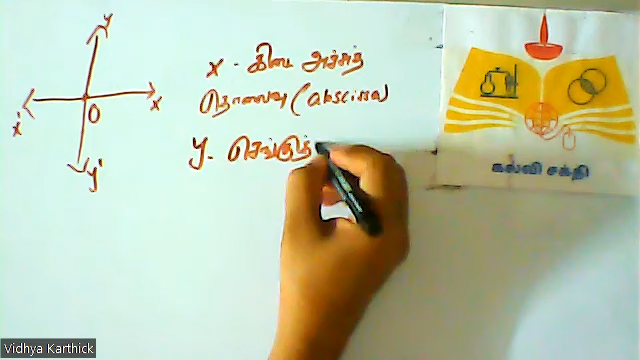 y
x' O x
y'
x - கிடை அச்சுத்
தொலைவு (abscissa)
y - செங்குத்
கல்வி சக்தி
Vidhya Karthick